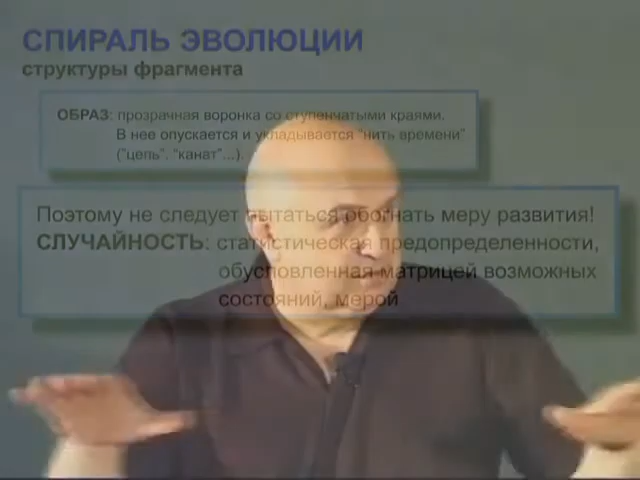 СПИРАЛЬ ЭВОЛЮЦИИ
структуры фрагмента
ОБРАЗ: прозрачная воронка со ступенчатыми краями.
В нее опускается и укладывается "нить времени"
("цепь", "канат"...).
Поэтому не следует пытаться обогнать меру развития!
СЛУЧАЙНОСТЬ: статистическая предопределенности,
обусловленная матрицей возможных
состояний, мерой